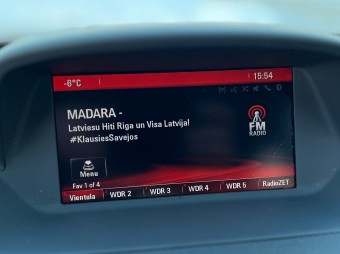 -6°C 15:54
MADARA -
Latviesu Hiti Riga un Visa Latvija!
#KlausiesSavejos
FM
RADIO
Menu
Fav 1 of 4
Vientula WDR 2 WDR 3 WDR 4 WDR 5 RadioZET